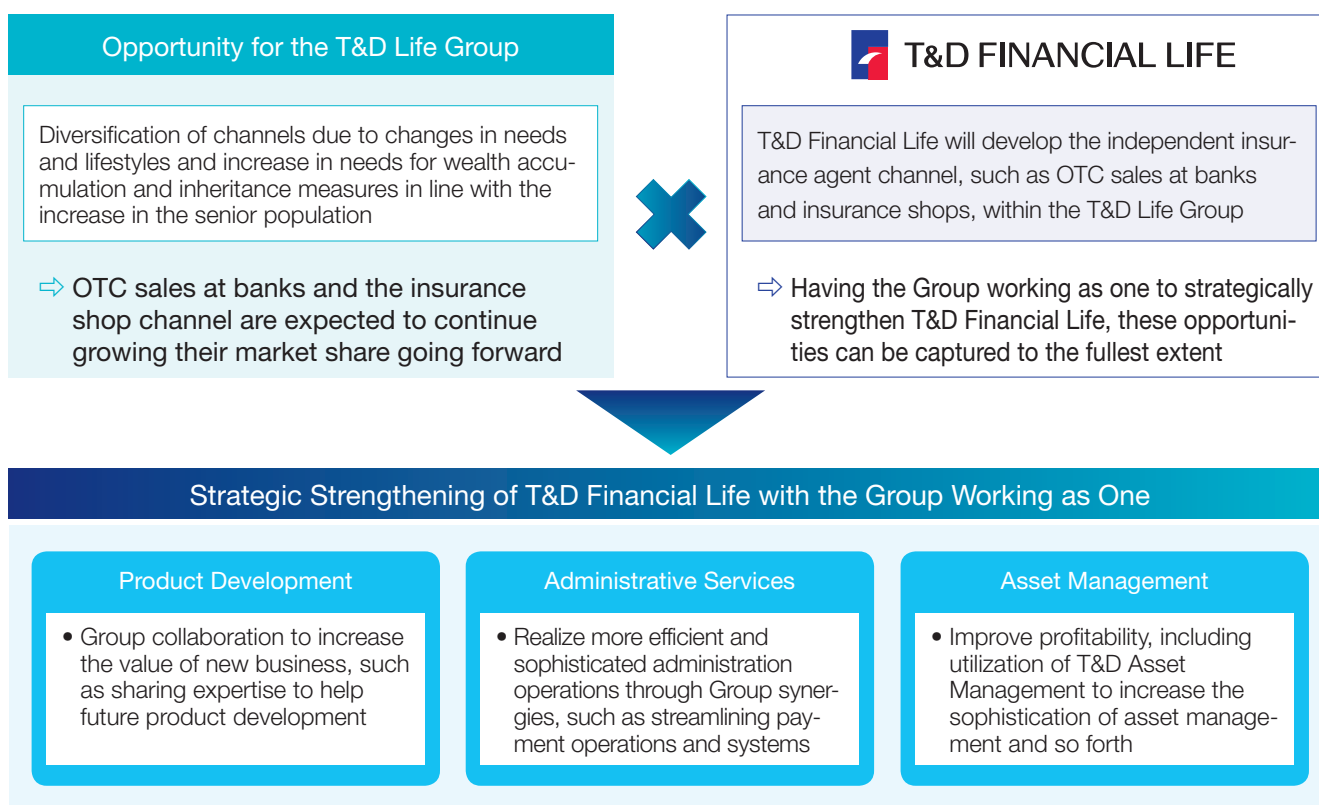 Opportunity for the T&D Life Group
Diversification of channels due to changes in needs
and lifestyles and increase in needs for wealth accu-
mulation and inheritance measures in line with the
increase in the senior population
⇨ OTC sales at banks and the insurance
shop channel are expected to continue
growing their market share going forward
T&D FINANCIAL LIFE
T&D Financial Life will develop the independent insur-
ance agent channel, such as OTC sales at banks
and insurance shops, within the T&D Life Group
⇨ Having the Group working as one to strategically
strengthen T&D Financial Life, these opportuni-
ties can be captured to the fullest extent
Strategic Strengthening of T&D Financial Life with the Group Working as One
Product Development
• Group collaboration to increase
the value of new business, such
as sharing expertise to help
future product development
Administrative Services
• Realize more efficient and
sophisticated administration
operations through Group syner-
gies, such as streamlining pay-
ment operations and systems
Asset Management
• Improve profitability, including
utilization of T&D Asset
Management to increase the
sophistication of asset manage-
ment and so forth